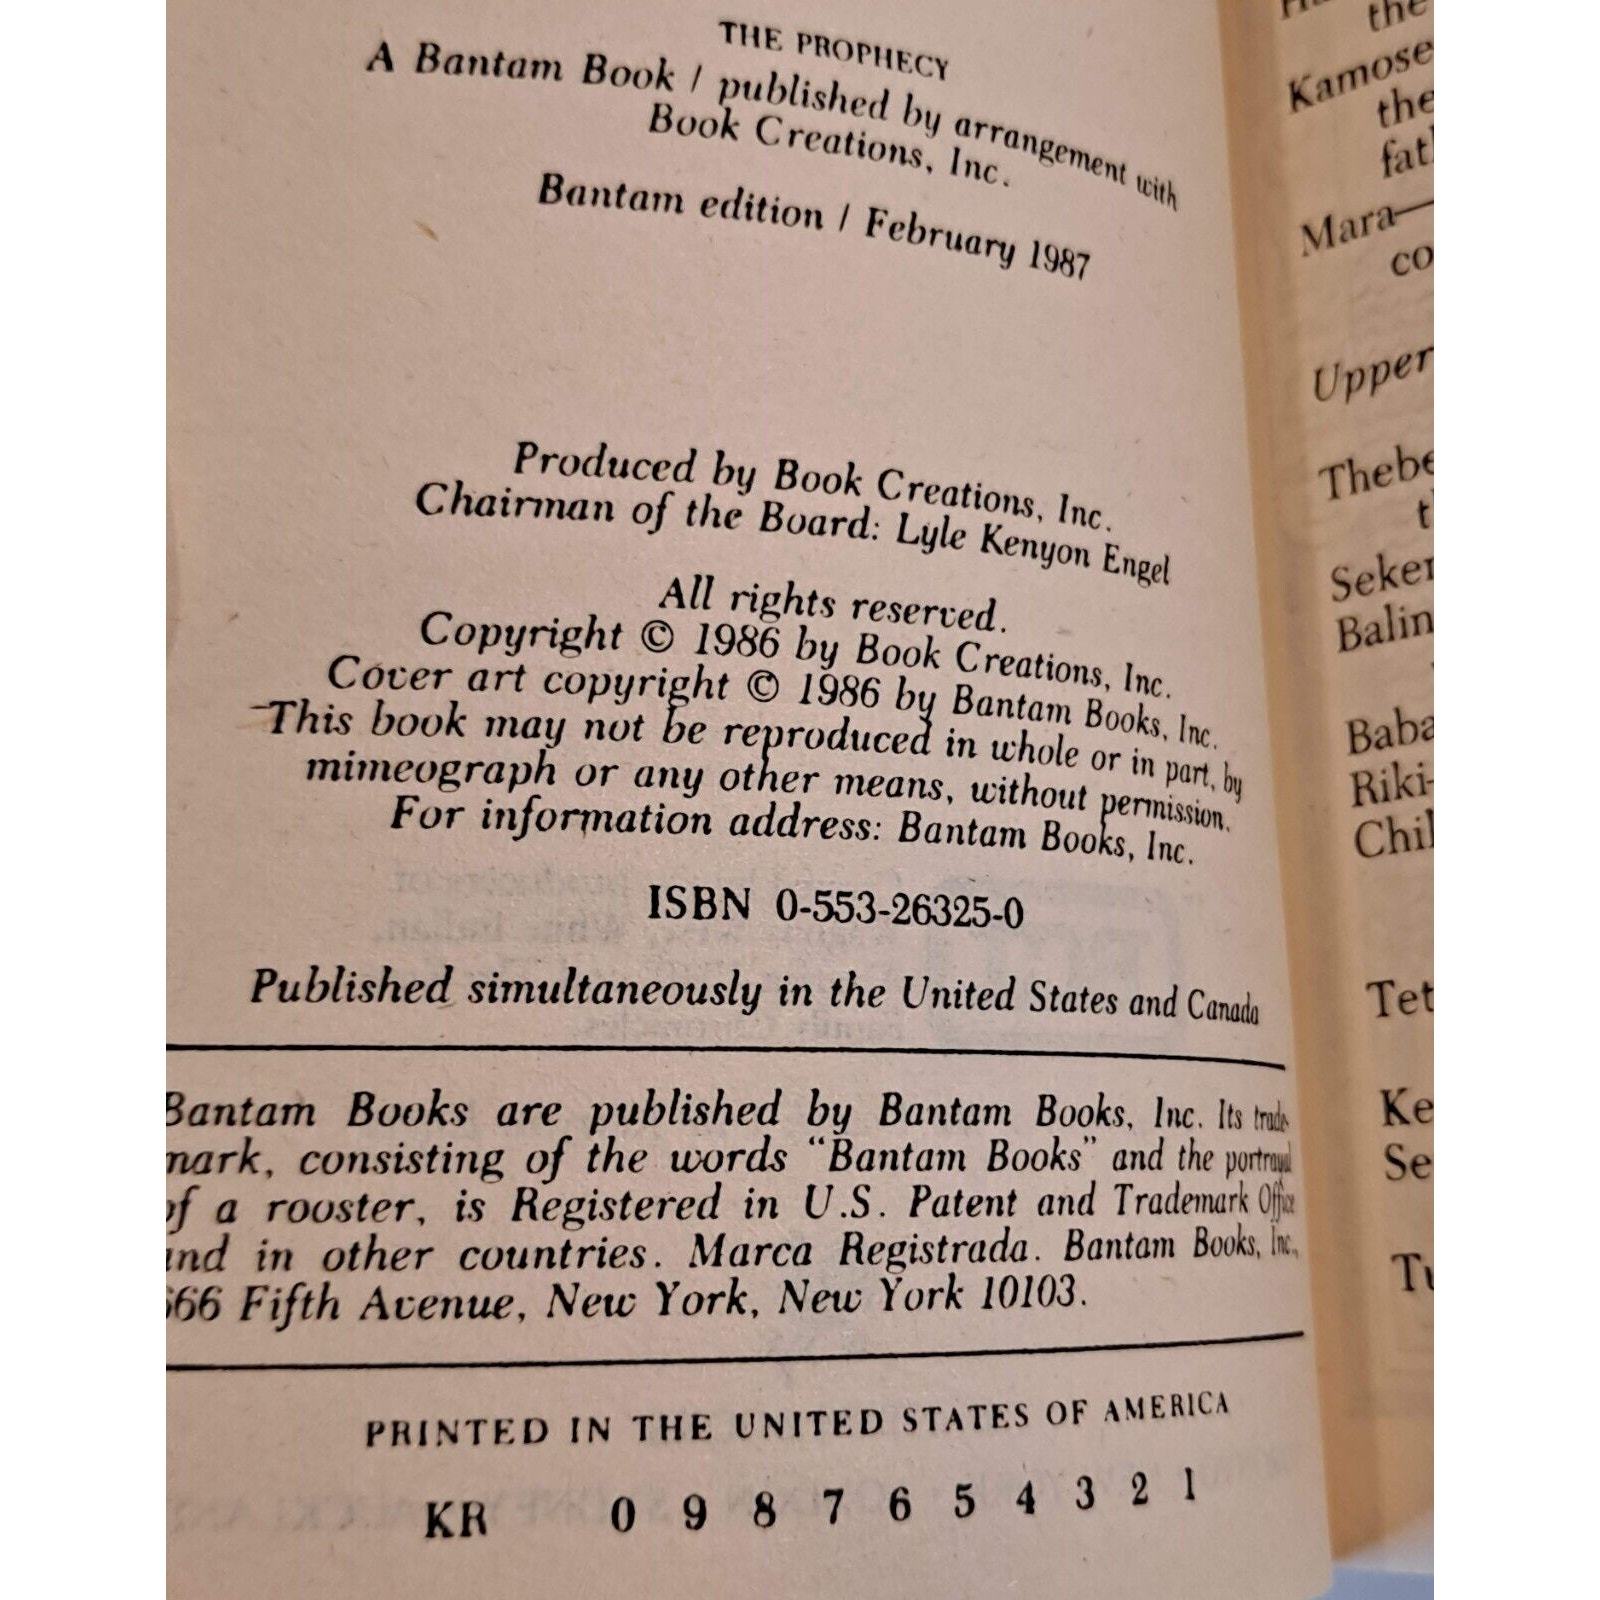 THE PROPHECY
A Bantam Book / published by arrangement with
Book Creations, Inc.
Bantam edition / February 1987
Produced by Book Creations, Inc.
Chairman of the Board: Lyle Kenyon Engel
All rights reserved.
Copyright © 1986 by Book Creations, Inc.
Cover art copyright © 1986 by Bantam Books, Inc.
This book may not be reproduced in whole or in part, by
mimeograph or any other means, without permission.
For information address: Bantam Books, Inc.
ISBN 0-553-26325-0
Published simultaneously in the United States and Canada
Bantam Books are published by Bantam Books, Inc. Its trade-
mark, consisting of the words "Bantam Books" and the portrayal
of a rooster, is Registered in U.S. Patent and Trademark Office
and in other countries. Marca Registrada. Bantam Books, Inc.,
666 Fifth Avenue, New York, New York 10103.
PRINTED IN THE UNITED STATES OF AMERICA
KR 0 9 8 7 6 5 4 3 2 1
the
Kamose
the
Mara—
co
Upper
Thebe
Seker
Balin
Baba
Riki-
Chil
Tet
Ke
Se